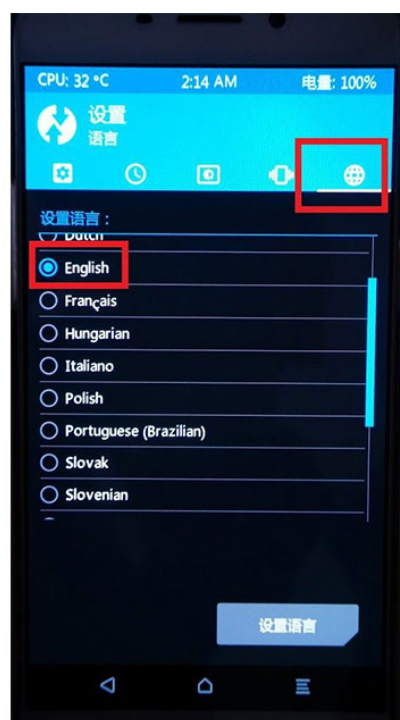 CPU: 32 °C 2:14 AM 电量: 100%
设置
语言
设置语言：
Dutch
English
Français
Hungarian
Italiano
Polish
Portuguese (Brazilian)
Slovak
Slovenian
设置语言